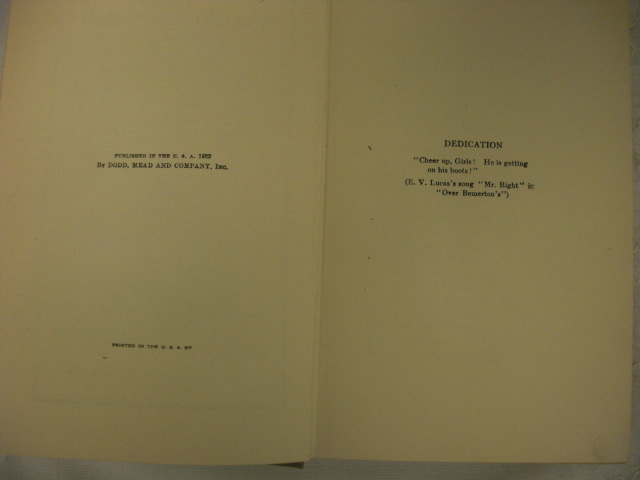 PUBLISHED IN THE U. S. A. 1922
BY DODD, MEAD AND COMPANY, INC.
PRINTED IN THE U. S. A. BY
DEDICATION
"Cheer up, Girls! He is getting
on his boots!"
(E. V. Lucas's song "Mr. Right" in
"Over Bemerton's")